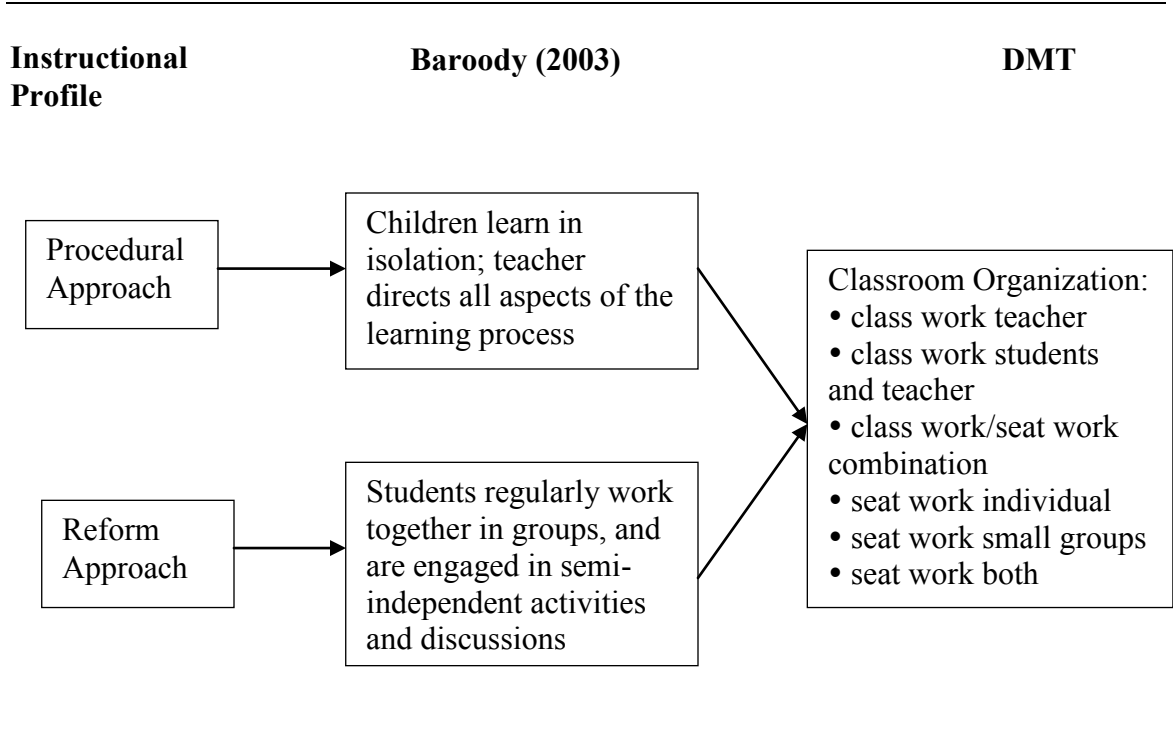 Instructional
Profile
Baroody (2003)
DMT
Procedural
Approach
Children learn in
isolation; teacher
directs all aspects of the
learning process
Classroom Organization:
• class work teacher
• class work students
and teacher
• class work/seat work
combination
• seat work individual
• seat work small groups
• seat work both
Reform
Approach
Students regularly work
together in groups, and
are engaged in semi-
independent activities
and discussions